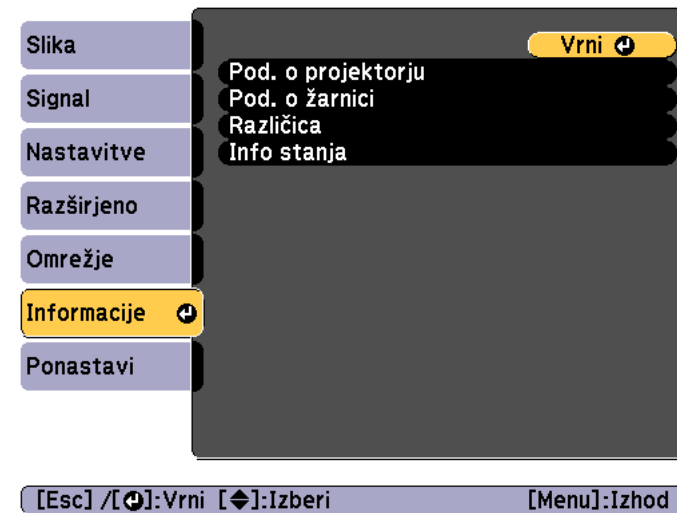 Slika
Signal
Nastavitve
Razširjeno
Omrežje
Informacije
Ponastavi
Vrni
Pod. o projektorju
Pod. o žarnici
Različica
Info stanja
[Esc] /[⏎]:Vrni [◆]:Izberi [Menu]:Izhod